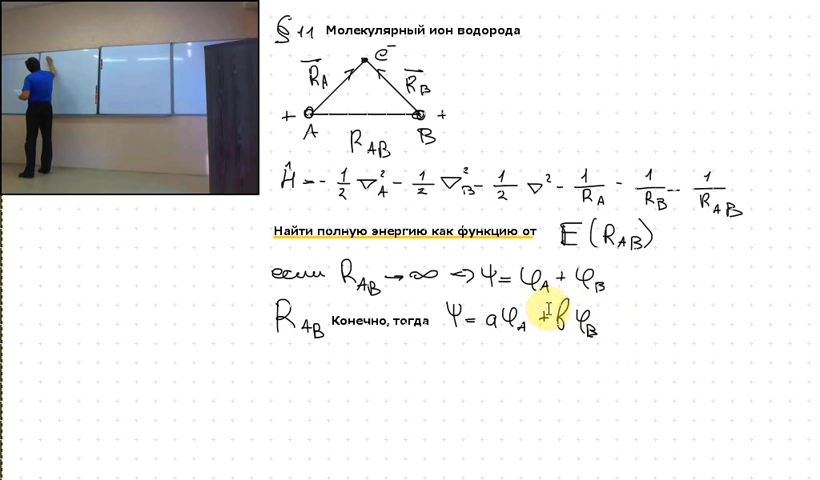 § 11 Молекулярный ион водорода
e⁻
R_A R_B
+ A R_AB B +
Ĥ = - 1/2 ∇²_A - 1/2 ∇²_B - 1/2 ∇² - 1/R_A - 1/R_B - 1/R_AB
Найти полную энергию как функцию от E (R_AB)
если R_AB → ∞ => Ψ = φ_A + φ_B
R_AB Конечно, тогда Ψ = aφ_A + bφ_B